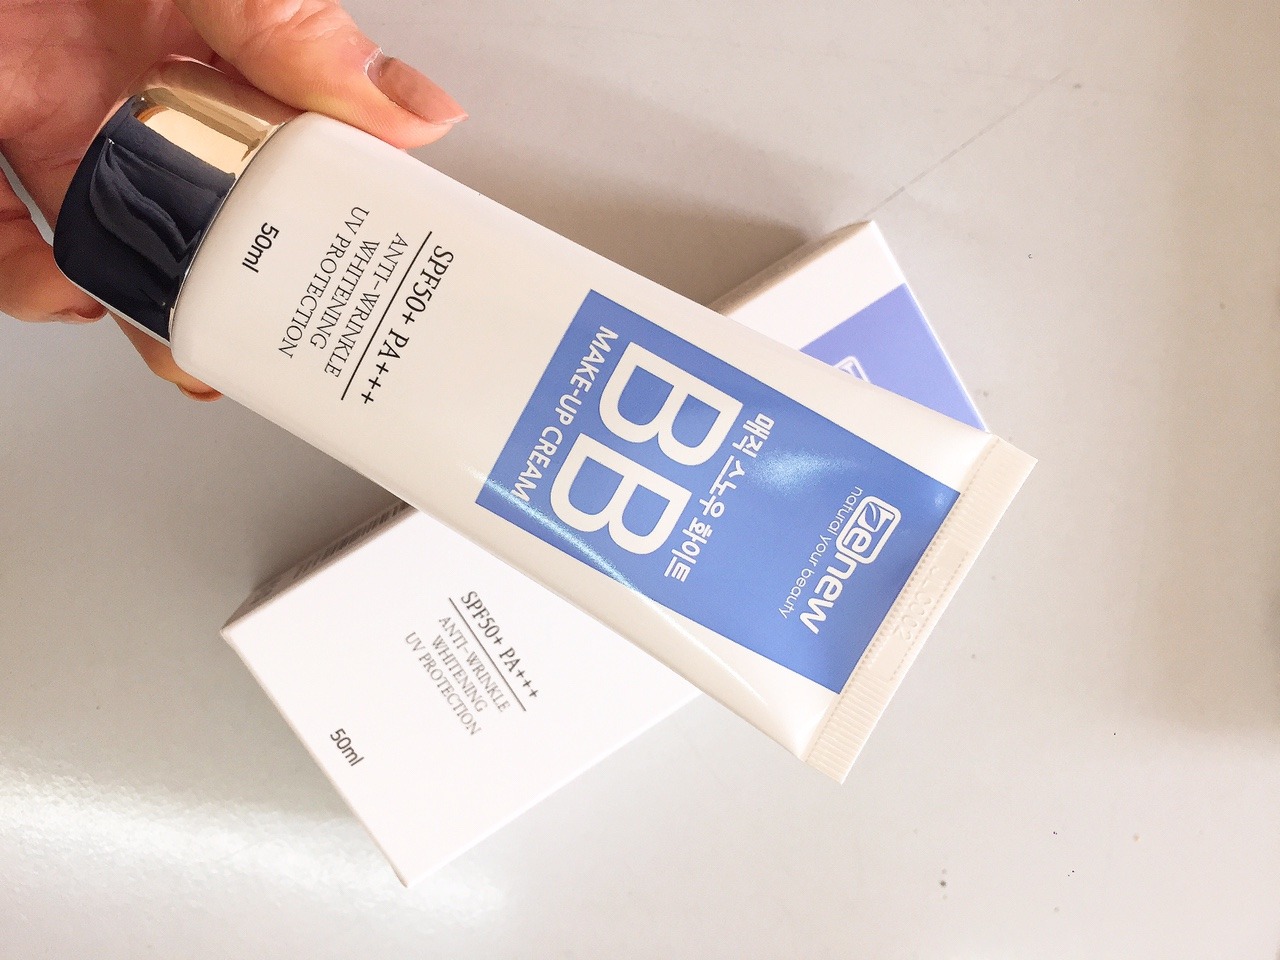 Genew
natural your beauty
매직 스노우 화이트
BB
MAKE-UP CREAM
SPF50+ PA+++
ANTI-WRINKLE
WHITENING
UV PROTECTION
50ml
SPF50+ PA+++
ANTI-WRINKLE
WHITENING
UV PROTECTION
50ml